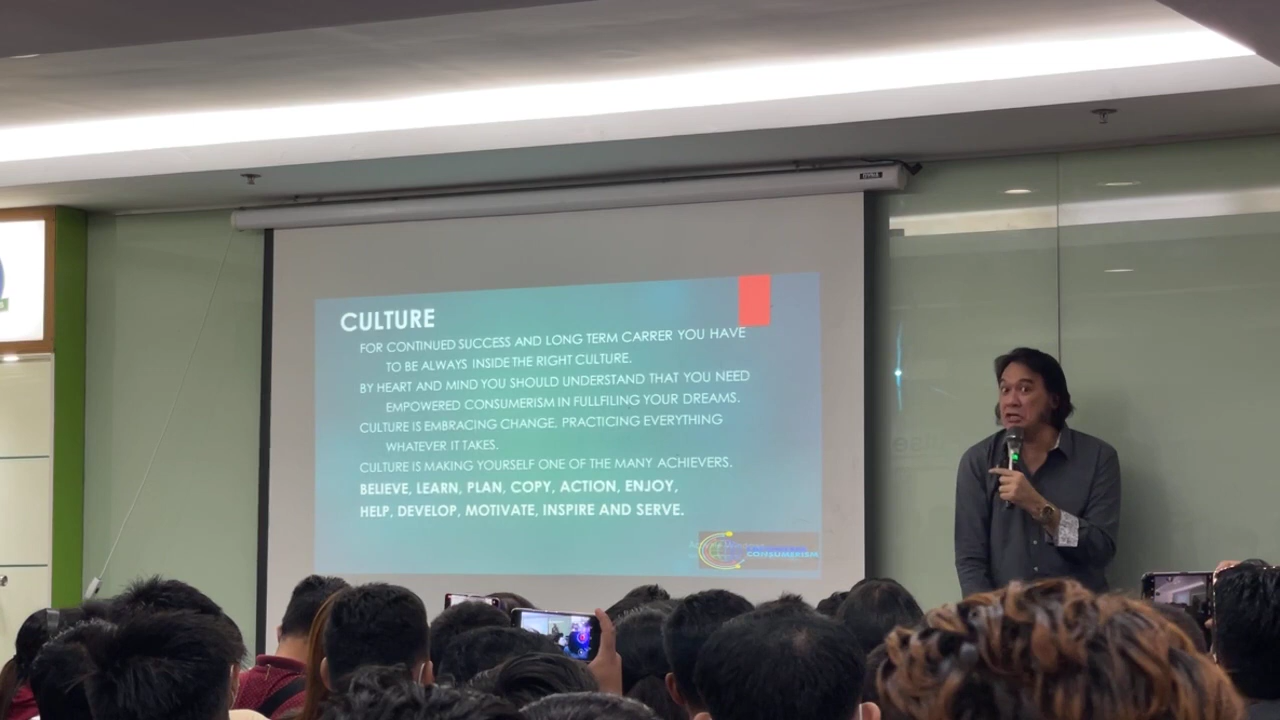 CULTURE
FOR CONTINUED SUCCESS AND LONG TERM CARRER YOU HAVE
TO BE ALWAYS INSIDE THE RIGHT CULTURE.
BY HEART AND MIND YOU SHOULD UNDERSTAND THAT YOU NEED
EMPOWERED CONSUMERISM IN FULLFILING YOUR DREAMS.
CULTURE IS EMBRACING CHANGE. PRACTICING EVERYTHING
WHATEVER IT TAKES.
CULTURE IS MAKING YOURSELF ONE OF THE MANY ACHIEVERS.
BELIEVE, LEARN, PLAN, COPY, ACTION, ENJOY,
HELP, DEVELOP, MOTIVATE, INSPIRE AND SERVE.
CONSUMERISM